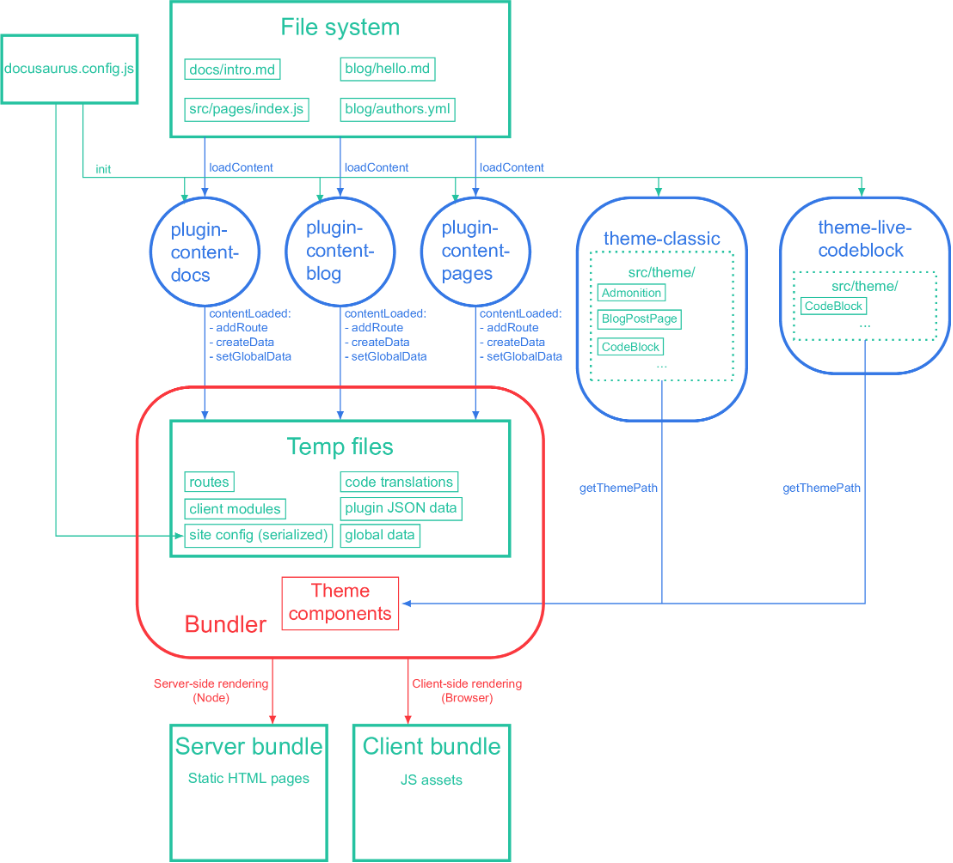 File system
docusaurus.config.js
docs/intro.md
blog/hello.md
src/pages/index.js
blog/authors.yml
init
loadContent
loadContent
loadContent
plugin-
content-
docs
plugin-
content-
blog
plugin-
content-
pages
theme-classic
src/theme/
Admonition
BlogPostPage
CodeBlock
...
theme-live-
codeblock
src/theme/
CodeBlock
...
contentLoaded:
- addRoute
- createData
- setGlobalData
contentLoaded:
- addRoute
- createData
- setGlobalData
contentLoaded:
- addRoute
- createData
- setGlobalData
Temp files
routes
code translations
client modules
plugin JSON data
site config (serialized)
global data
getThemePath
getThemePath
Theme
components
Bundler
Server-side rendering
(Node)
Client-side rendering
(Browser)
Server bundle
Static HTML pages
Client bundle
JS assets